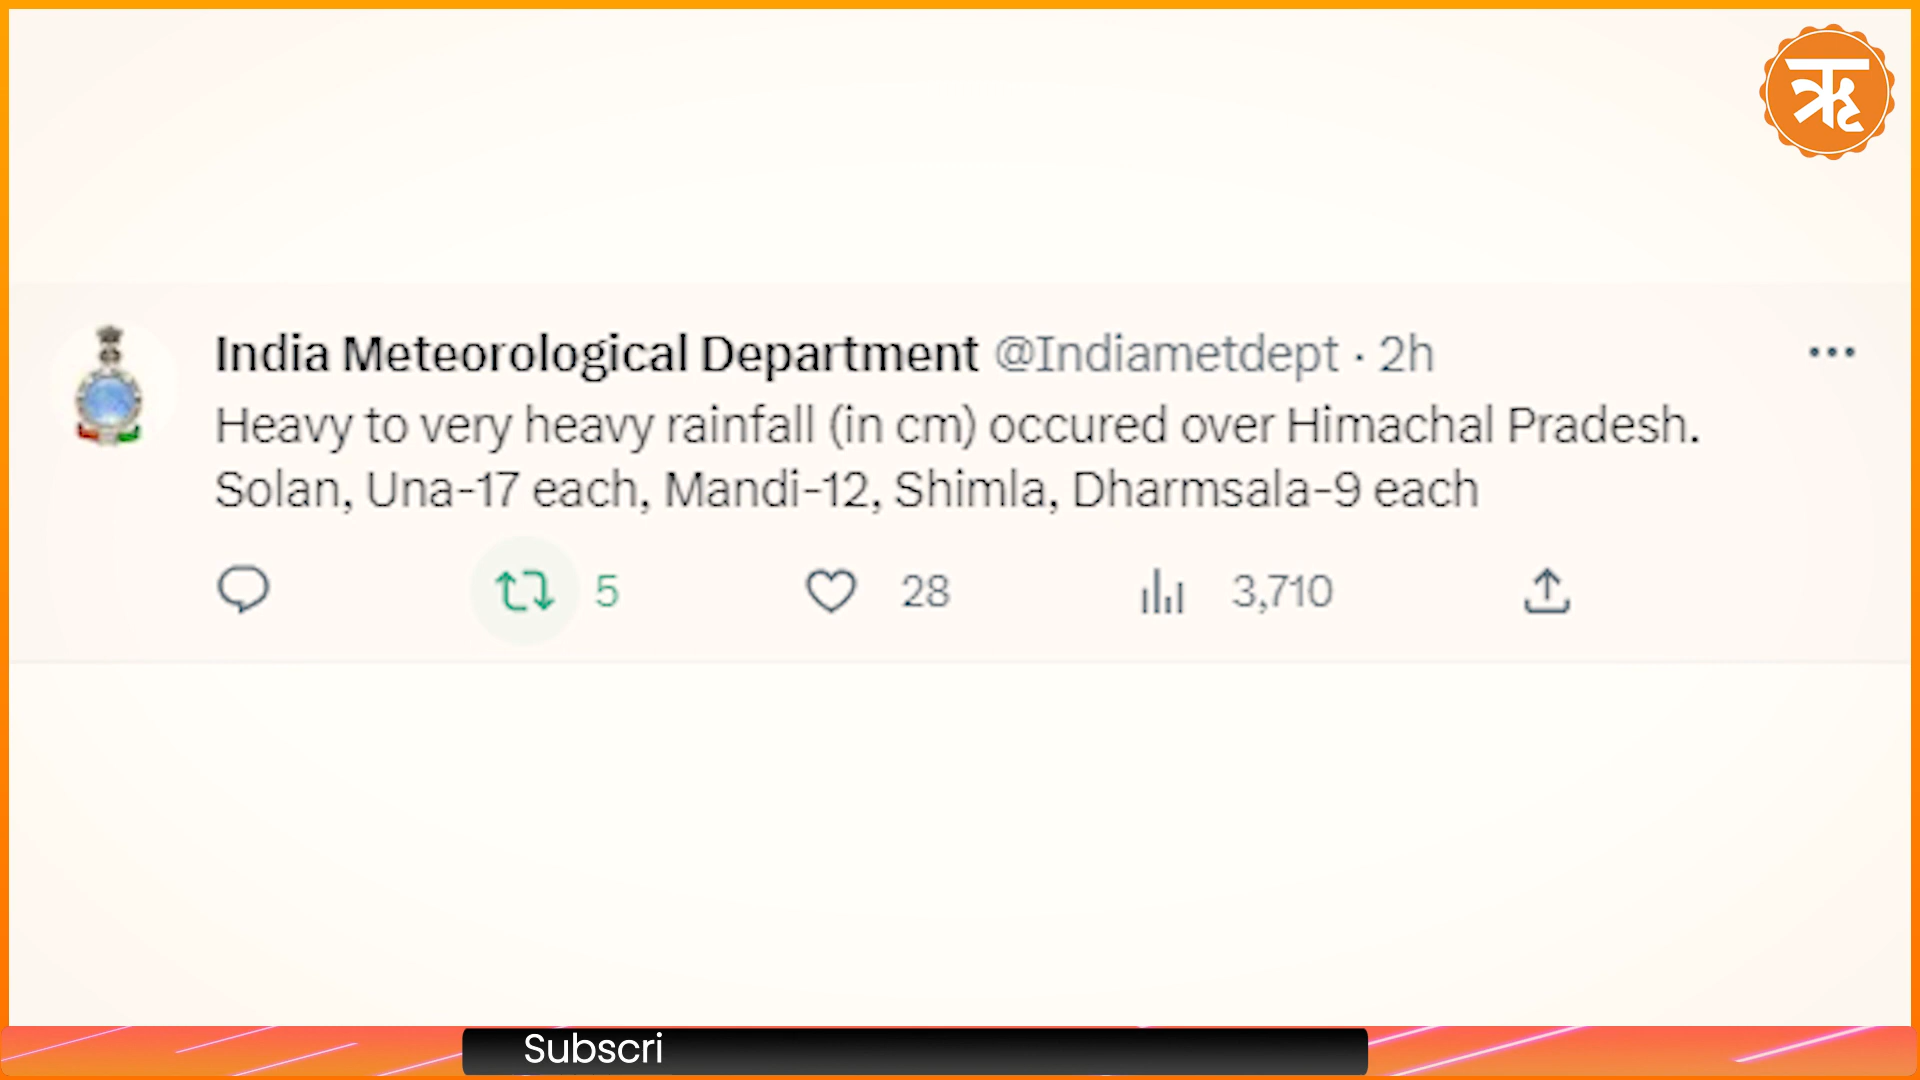 ऋ
India Meteorological Department @Indiametdept · 2h
Heavy to very heavy rainfall (in cm) occured over Himachal Pradesh.
Solan, Una-17 each, Mandi-12, Shimla, Dharmsala-9 each
5 28 3,710
Subscri